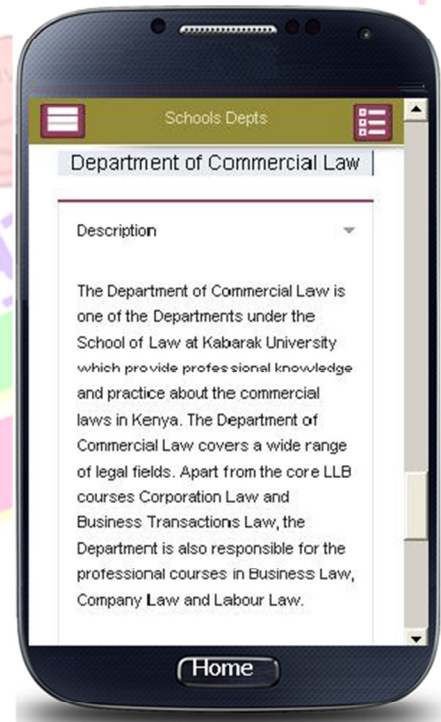 Schools Depts
Department of Commercial Law
Description
The Department of Commercial Law is
one of the Departments under the
School of Law at Kabarak University
which provide professional knowledge
and practice about the commercial
laws in Kenya. The Department of
Commercial Law covers a wide range
of legal fields. Apart from the core LLB
courses Corporation Law and
Business Transactions Law, the
Department is also responsible for the
professional courses in Business Law,
Company Law and Labour Law.
Home